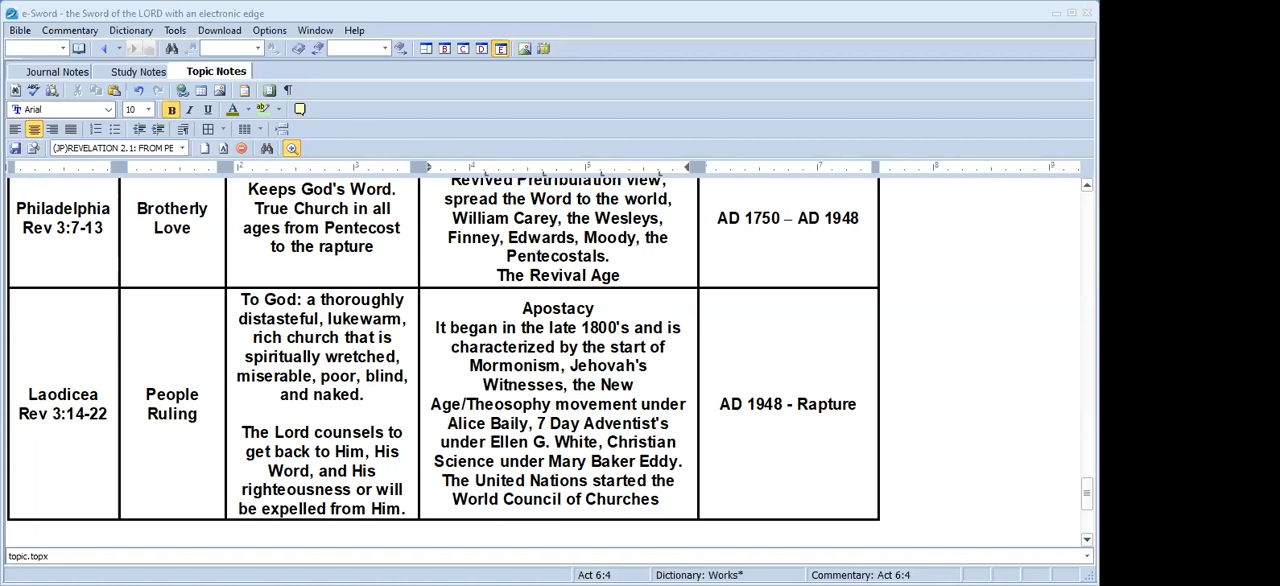 e-Sword - the Sword of the LORD with an electronic edge
Bible Commentary Dictionary Tools Download Options Window Help
B C D E
Journal Notes Study Notes Topic Notes
Arial 10 B I U A
(JP)REVELATION 2.1: FROM PE
2 3 4 5 7 9
Philadelphia
Rev 3:7-13
Brotherly
Love
Keeps God's Word.
True Church in all
ages from Pentecost
to the rapture
Revived Pretribulation view,
spread the Word to the world,
William Carey, the Wesleys,
Finney, Edwards, Moody, the
Pentecostals.
The Revival Age
AD 1750 – AD 1948
Laodicea
Rev 3:14-22
People
Ruling
To God: a thoroughly
distasteful, lukewarm,
rich church that is
spiritually wretched,
miserable, poor, blind,
and naked.
The Lord counsels to
get back to Him, His
Word, and His
righteousness or will
be expelled from Him.
Apostacy
It began in the late 1800's and is
characterized by the start of
Mormonism, Jehovah's
Witnesses, the New
Age/Theosophy movement under
Alice Baily, 7 Day Adventist's
under Ellen G. White, Christian
Science under Mary Baker Eddy.
The United Nations started the
World Council of Churches
AD 1948 - Rapture
topic.topx
Act 6:4 Dictionary: Works* Commentary: Act 6:4